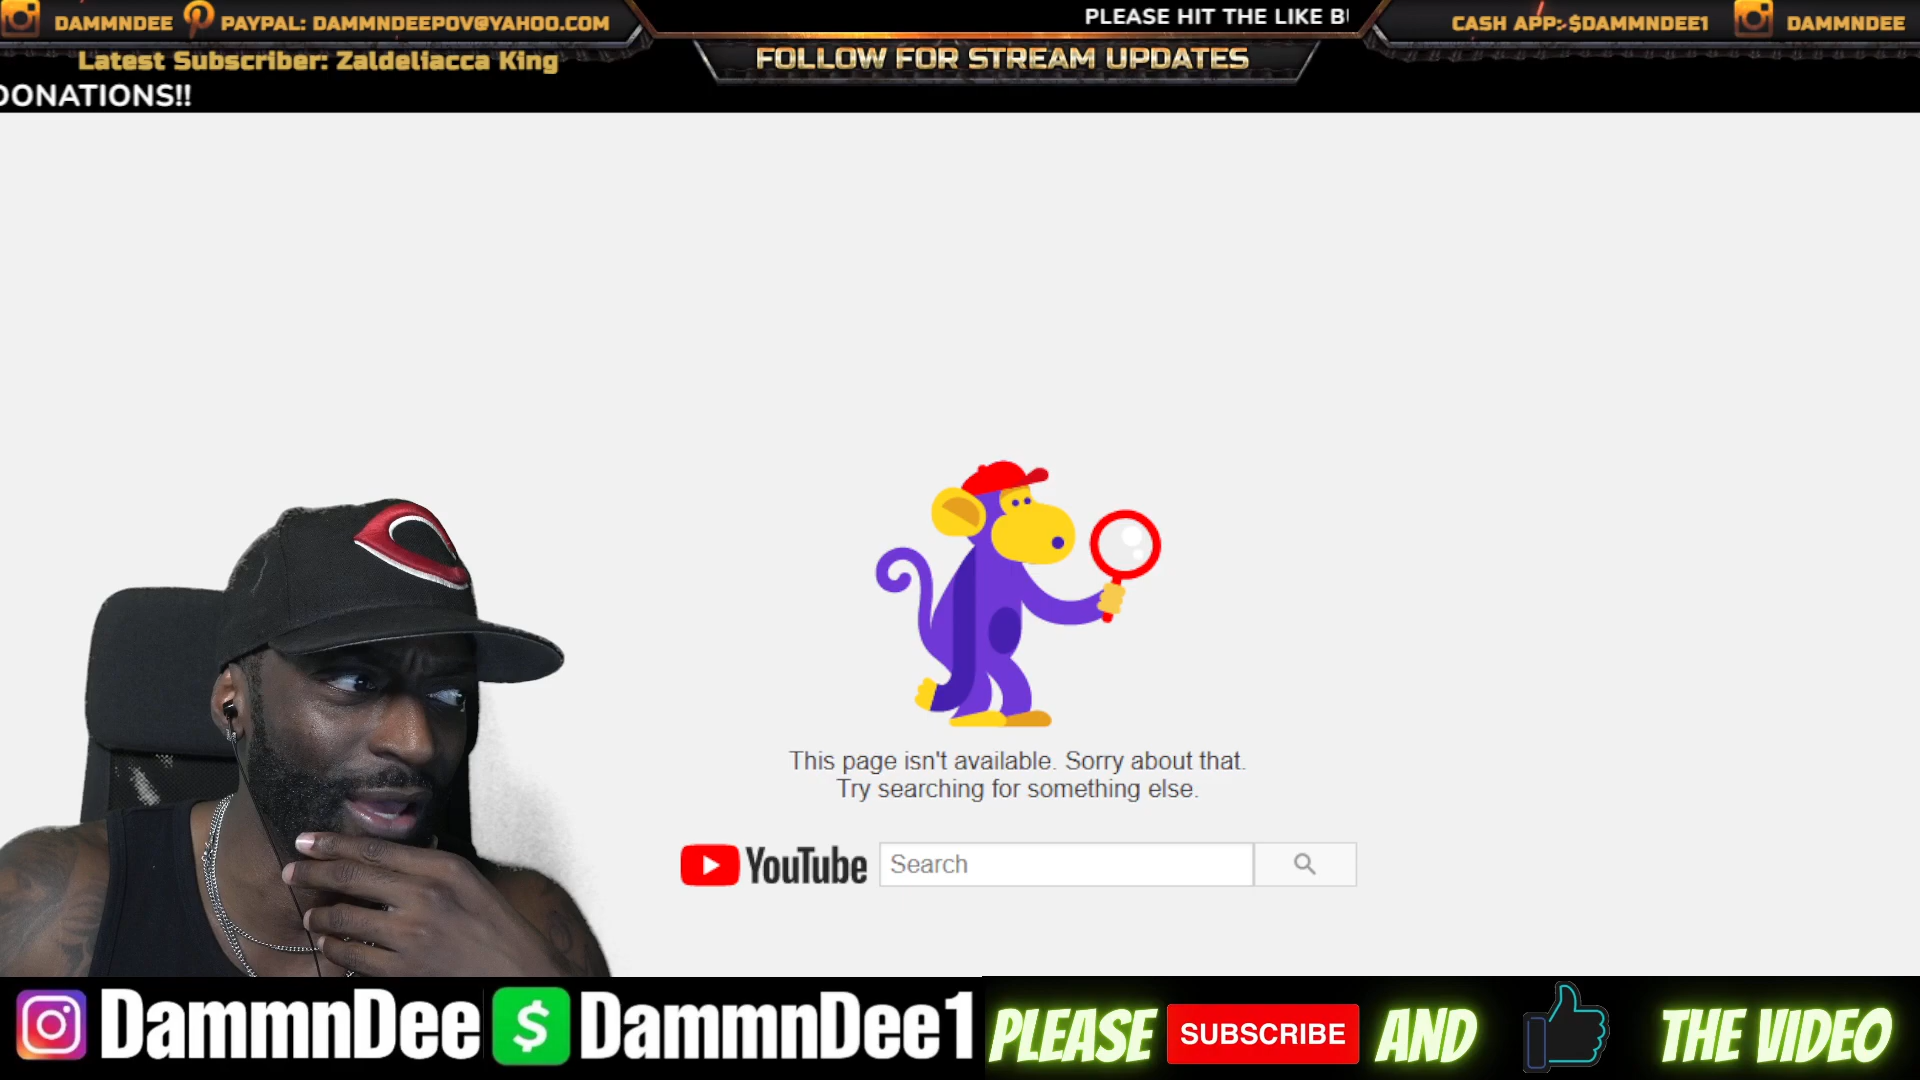 DAMMNDEE PAYPAL: DAMMNDEEPOV@YAHOO.COM
PLEASE HIT THE LIKE BU
CASH APP: $DAMMNDEE1 DAMMNDEE
Latest Subscriber: Zaldeliacca King
FOLLOW FOR STREAM UPDATES
DONATIONS!!
This page isn't available. Sorry about that.
Try searching for something else.
YouTube Search
DammnDee $ DammnDee1 PLEASE SUBSCRIBE AND THE VIDEO